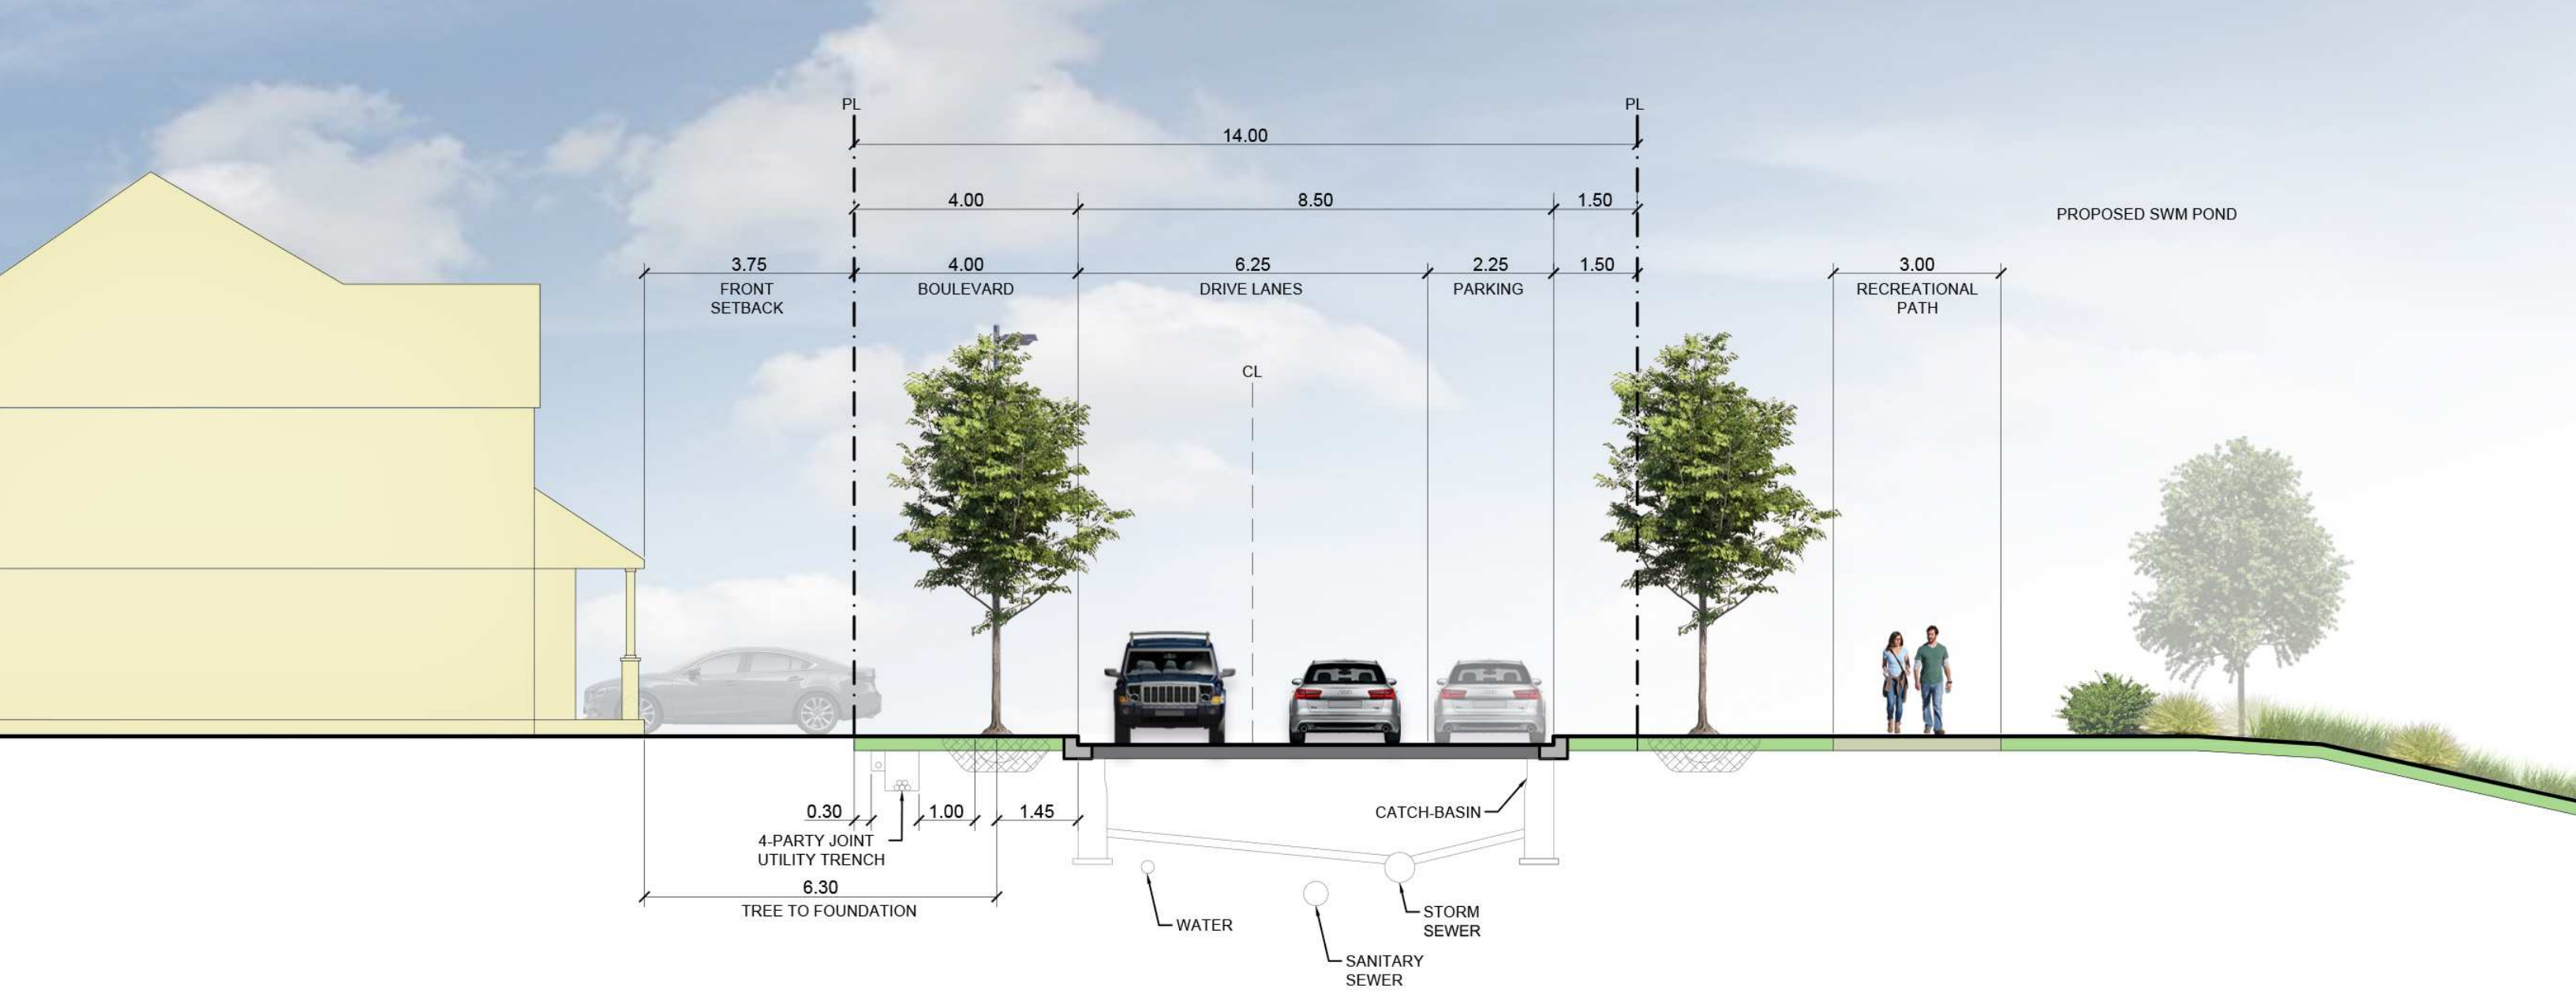 PL
PL
14.00
4.00
8.50
1.50
PROPOSED SWM POND
3.75
4.00
6.25
2.25
1.50
3.00
FRONT
SETBACK
BOULEVARD
DRIVE LANES
PARKING
RECREATIONAL
PATH
CL
0.30
1.00
1.45
CATCH-BASIN
4-PARTY JOINT
UTILITY TRENCH
6.30
TREE TO FOUNDATION
WATER
STORM
SEWER
SANITARY
SEWER